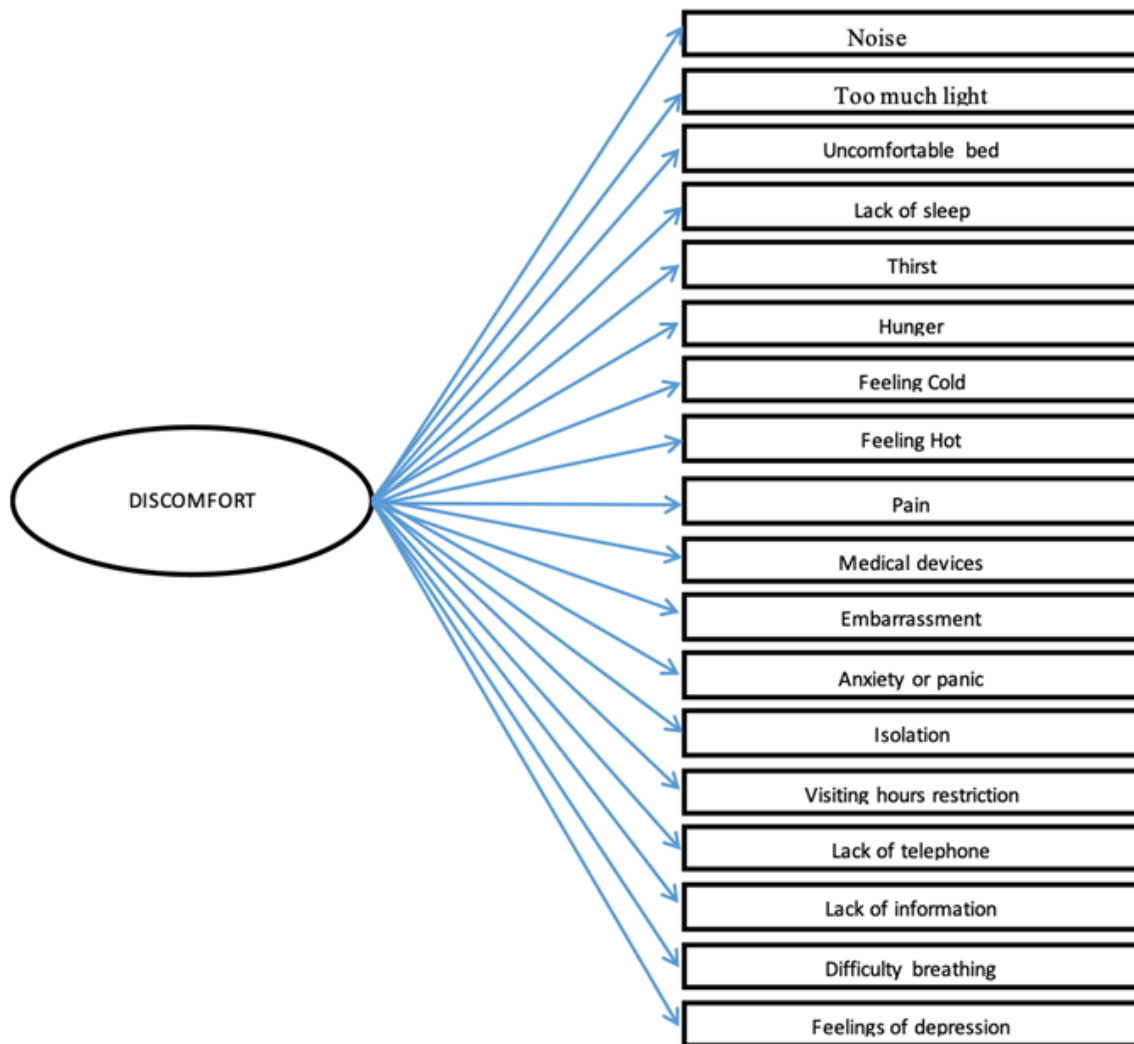 Noise
Too much light
Uncomfortable bed
Lack of sleep
Thirst
Hunger
Feeling Cold
Feeling Hot
DISCOMFORT
Pain
Medical devices
Embarrassment
Anxiety or panic
Isolation
Visiting hours restriction
Lack of telephone
Lack of information
Difficulty breathing
Feelings of depression